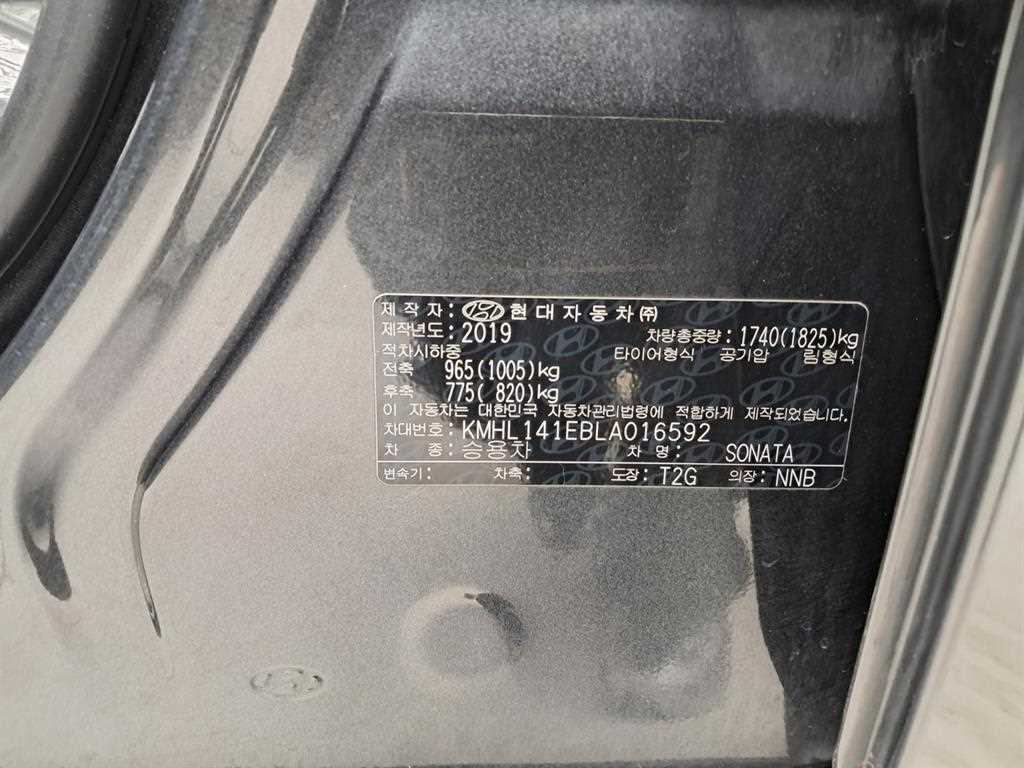 제 작 자 : 현 대 자 동 차 ㈜
제작년도: 2019 차량총중량: 1740(1825)kg
적차시하중 타이어형식 공기압 림형식
전축 965(1005)kg
후축 775( 820)kg
이 자동차는 대한민국 자동차관리법령에 적합하게 제작되었습니다.
차대번호: KMHL141EBLA016592
차 종: 승용차 차 명: SONATA
변속기: 차축: 도장: T2G 의장: NNB